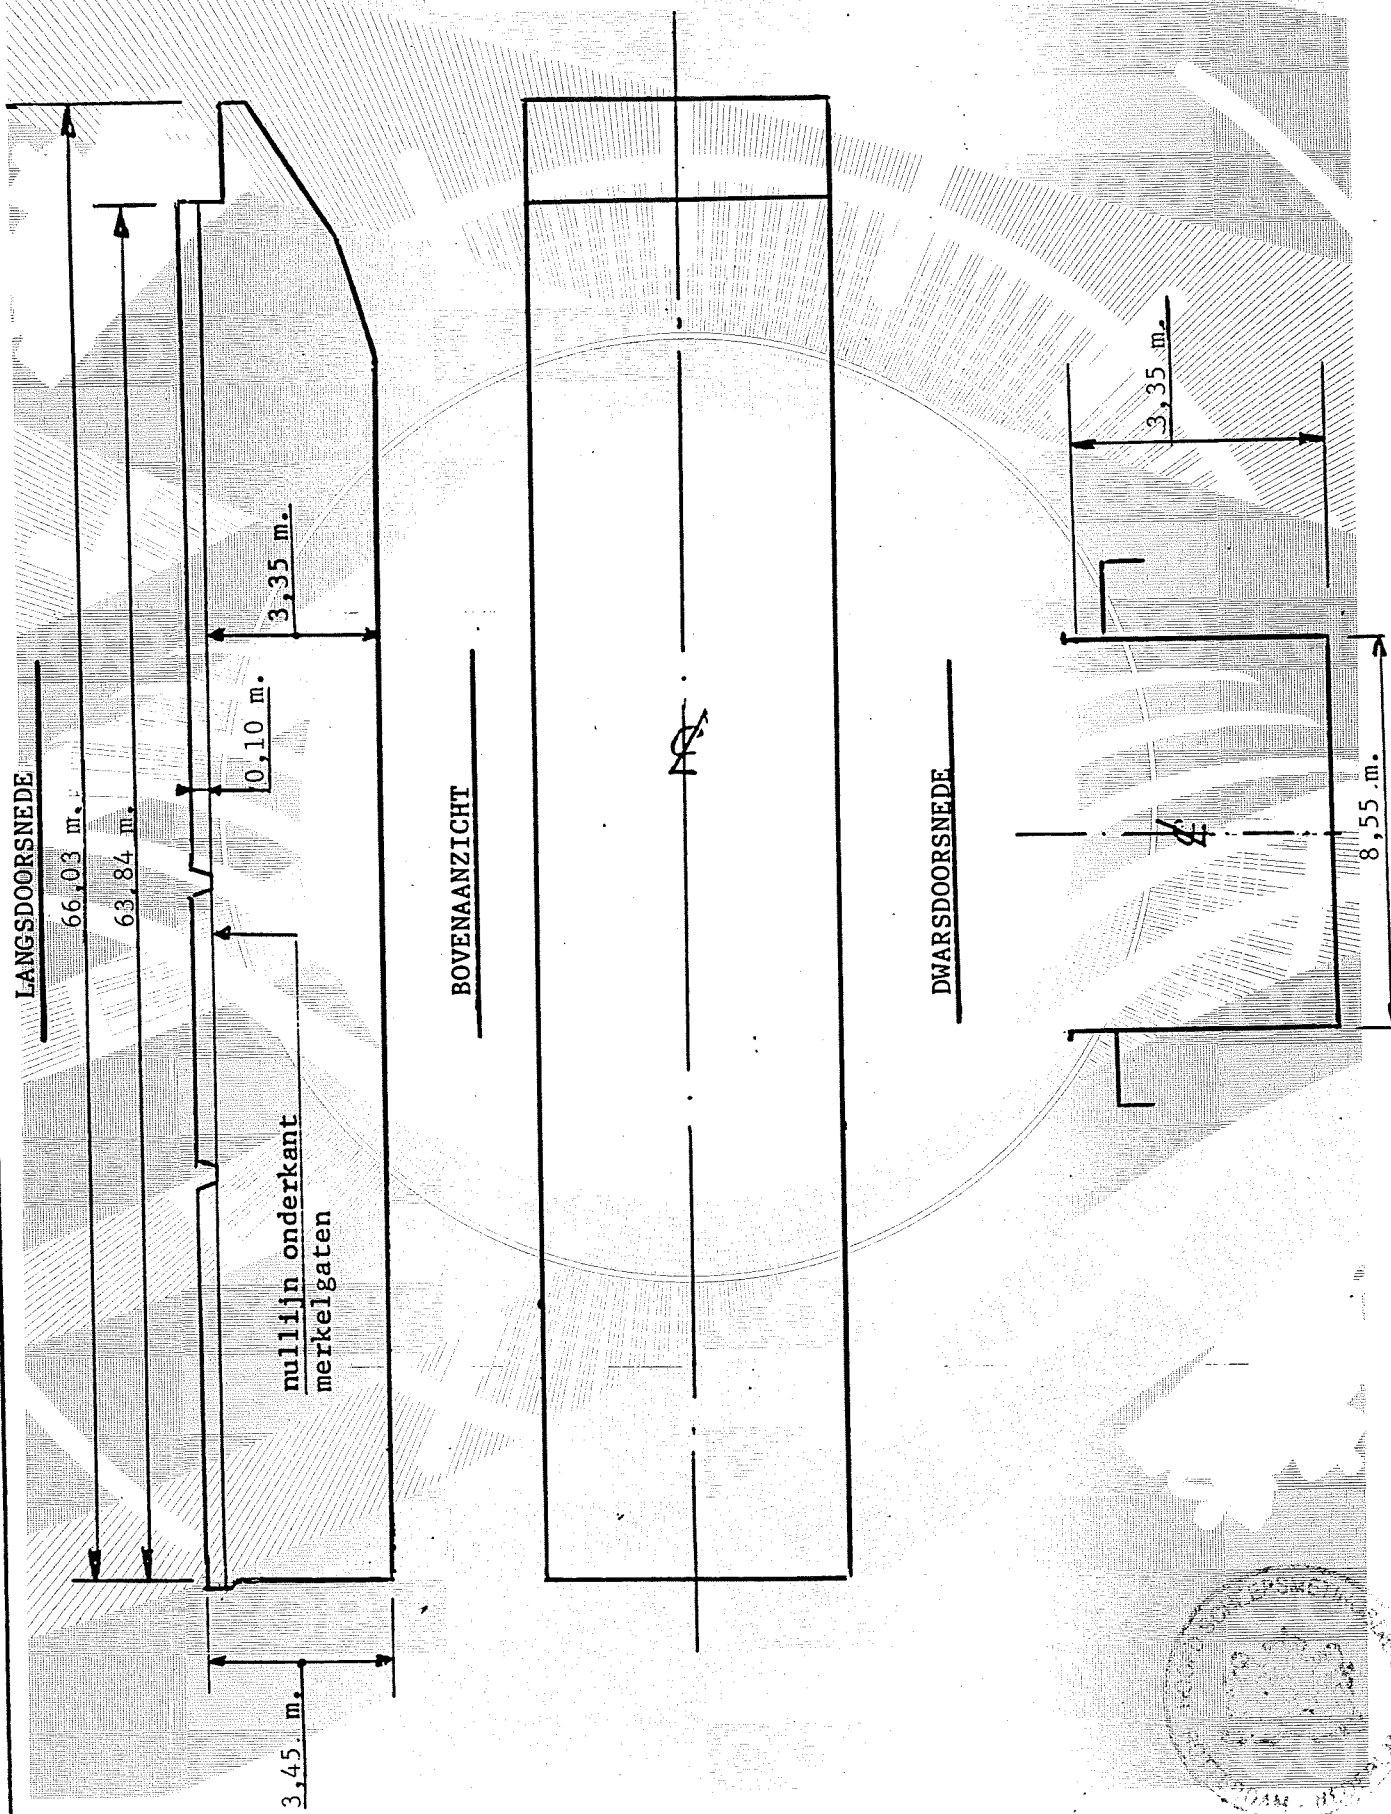 LANGSDOORSNEDE
66,03 m.
63,84 m.
0,10 m.
3,35 m.
3,45 m.
nullijn onderkant
merkelgaten
BOVENAANZICHT
DWARSDOORSNEDE
3,35 m.
8,55 m.